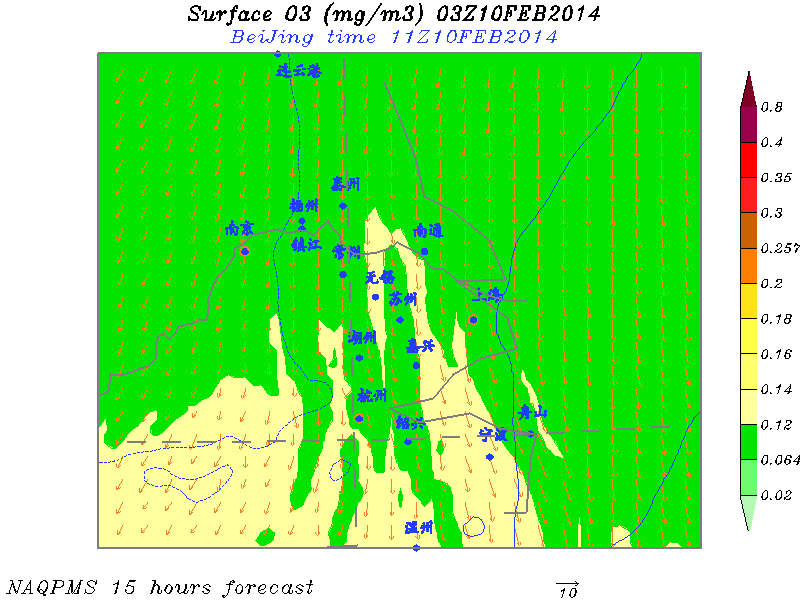 Surface O3 (mg/m3) 03Z10FEB2014
BeiJing time 11Z10FEB2014
连云港
0.8
0.4
0.35
泰州
0.3
扬州
南京
南通
镇江
常州
0.257
无锡
0.2
苏州
上海
0.18
湖州
嘉兴
0.16
0.14
杭州
舟山
绍兴
0.12
宁波
0.064
0.02
温州
NAQPMS 15 hours forecast
10